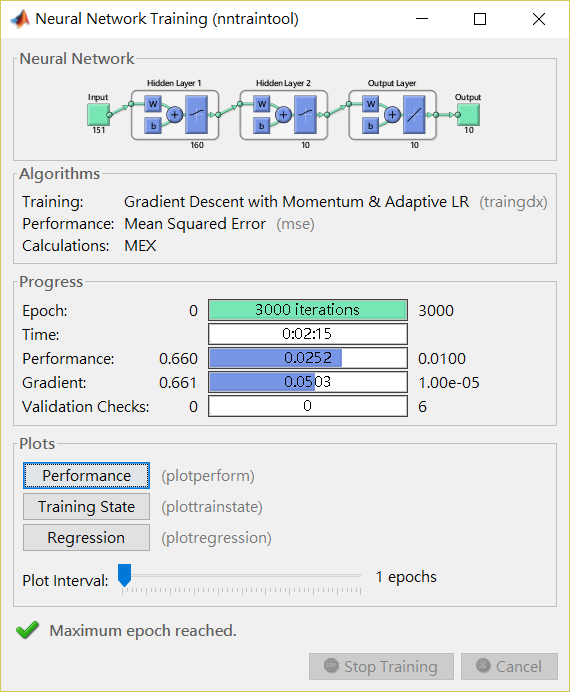 Neural Network Training (nntraintool)
Neural Network
Hidden Layer 1 Hidden Layer 2 Output Layer
Input Output
W W W
b b b
151 10
160 10 10
Algorithms
Training: Gradient Descent with Momentum & Adaptive LR (traingdx)
Performance: Mean Squared Error (mse)
Calculations: MEX
Progress
Epoch: 0 3000 iterations 3000
Time: 0:02:15
Performance: 0.660 0.0252 0.0100
Gradient: 0.661 0.0503 1.00e-05
Validation Checks: 0 0 6
Plots
Performance (plotperform)
Training State (plottrainstate)
Regression (plotregression)
Plot Interval: 1 epochs
Maximum epoch reached.
Stop Training Cancel